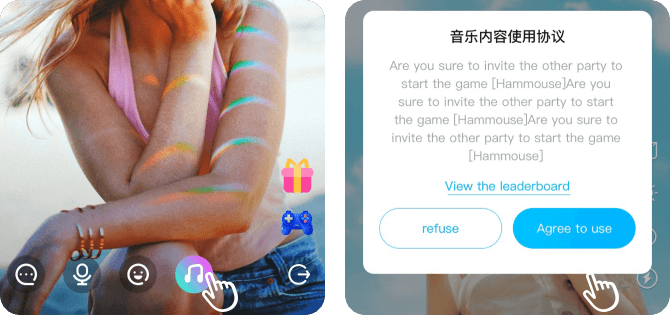 音乐内容使用协议
Are you sure to invite the other party to
start the game [Hammouse]Are you
sure to invite the other party to start
the game [Hammouse]Are you sure to
invite the other party to start the game
[Hammouse]
View the leaderboard
refuse
Agree to use